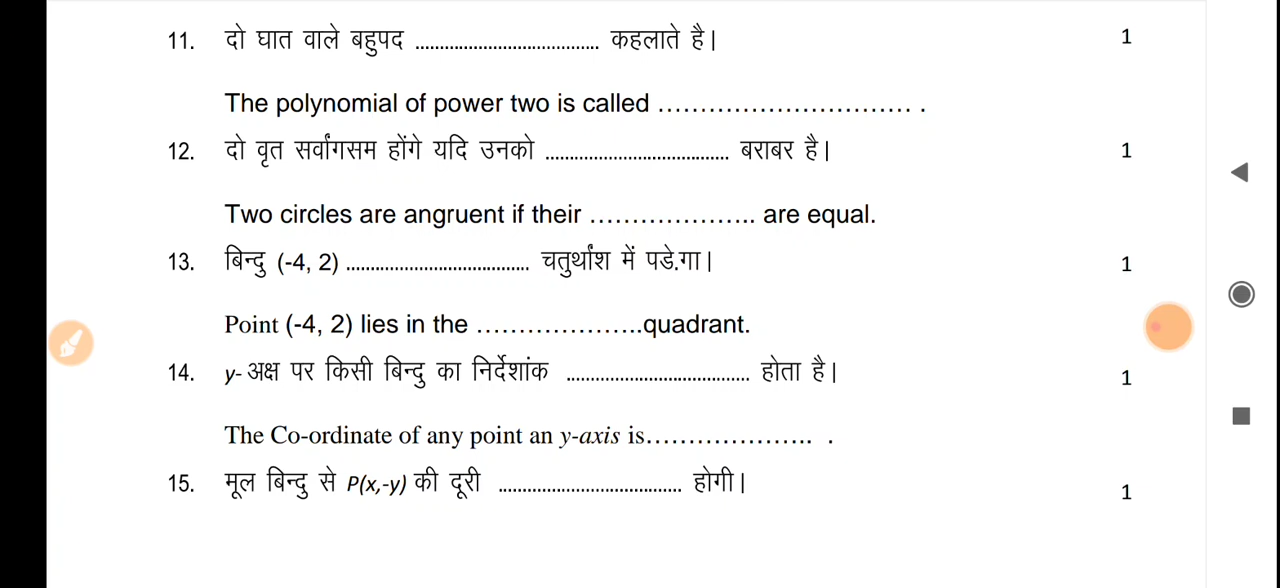 11. दो घात वाले बहुपद ..................................... कहलाते है। 1
The polynomial of power two is called .............................. .
12. दो वृत सर्वांगसम होंगे यदि उनको ..................................... बराबर है। 1
Two circles are angruent if their .................... are equal.
13. बिन्दु (-4, 2) ..................................... चतुर्थांश में पडे.गा। 1
Point (-4, 2) lies in the ....................quadrant.
14. y- अक्ष पर किसी बिन्दु का निर्देशांक ..................................... होता है। 1
The Co-ordinate of any point an y-axis is.................... .
15. मूल बिन्दु से P(x,-y) की दूरी ..................................... होगी। 1